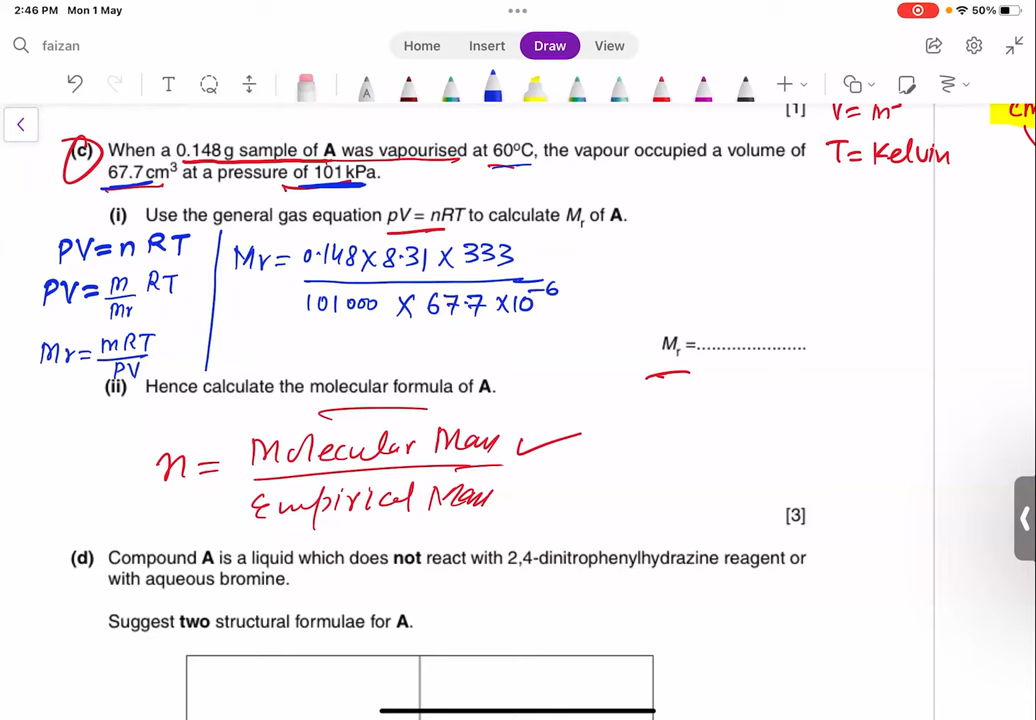 2:46 PM Mon 1 May
50%
faizan
Home Insert Draw View
[1]
T= Kelvin
(c) When a 0.148 g sample of A was vapourised at 60°C, the vapour occupied a volume of
67.7 cm³ at a pressure of 101 kPa.
(i) Use the general gas equation pV = nRT to calculate Mr of A.
PV=n RT
PV= m/Mr RT
Mr= mRT/PV
Mr= 0.148 x 8.31 x 333
101000 x 67.7 x 10⁻⁶
Mr =......................
(ii) Hence calculate the molecular formula of A.
n= Molecular Mass
Empirical Mass
[3]
(d) Compound A is a liquid which does not react with 2,4-dinitrophenylhydrazine reagent or
with aqueous bromine.
Suggest two structural formulae for A.